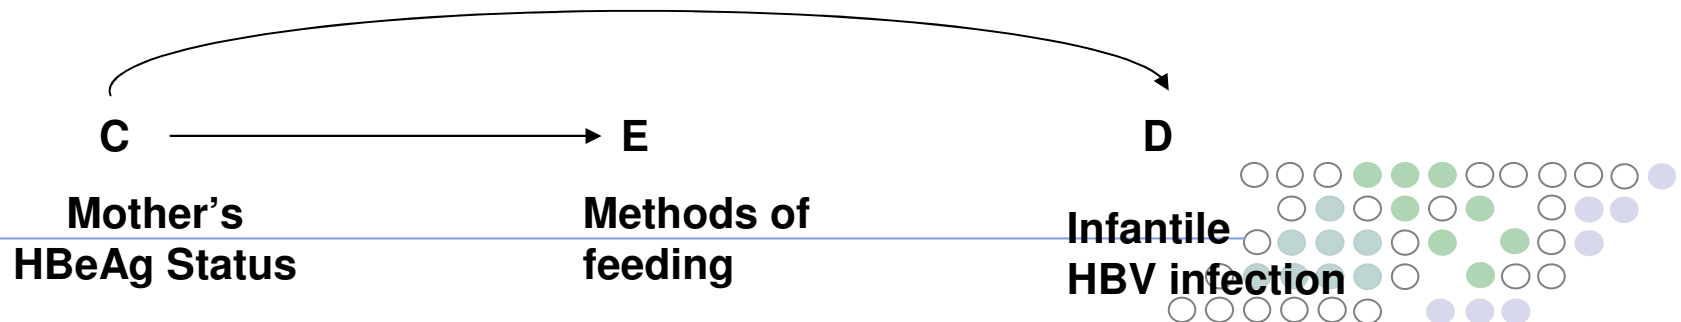 C E D
Mother’s
HBeAg Status
Methods of
feeding
Infantile
HBV infection